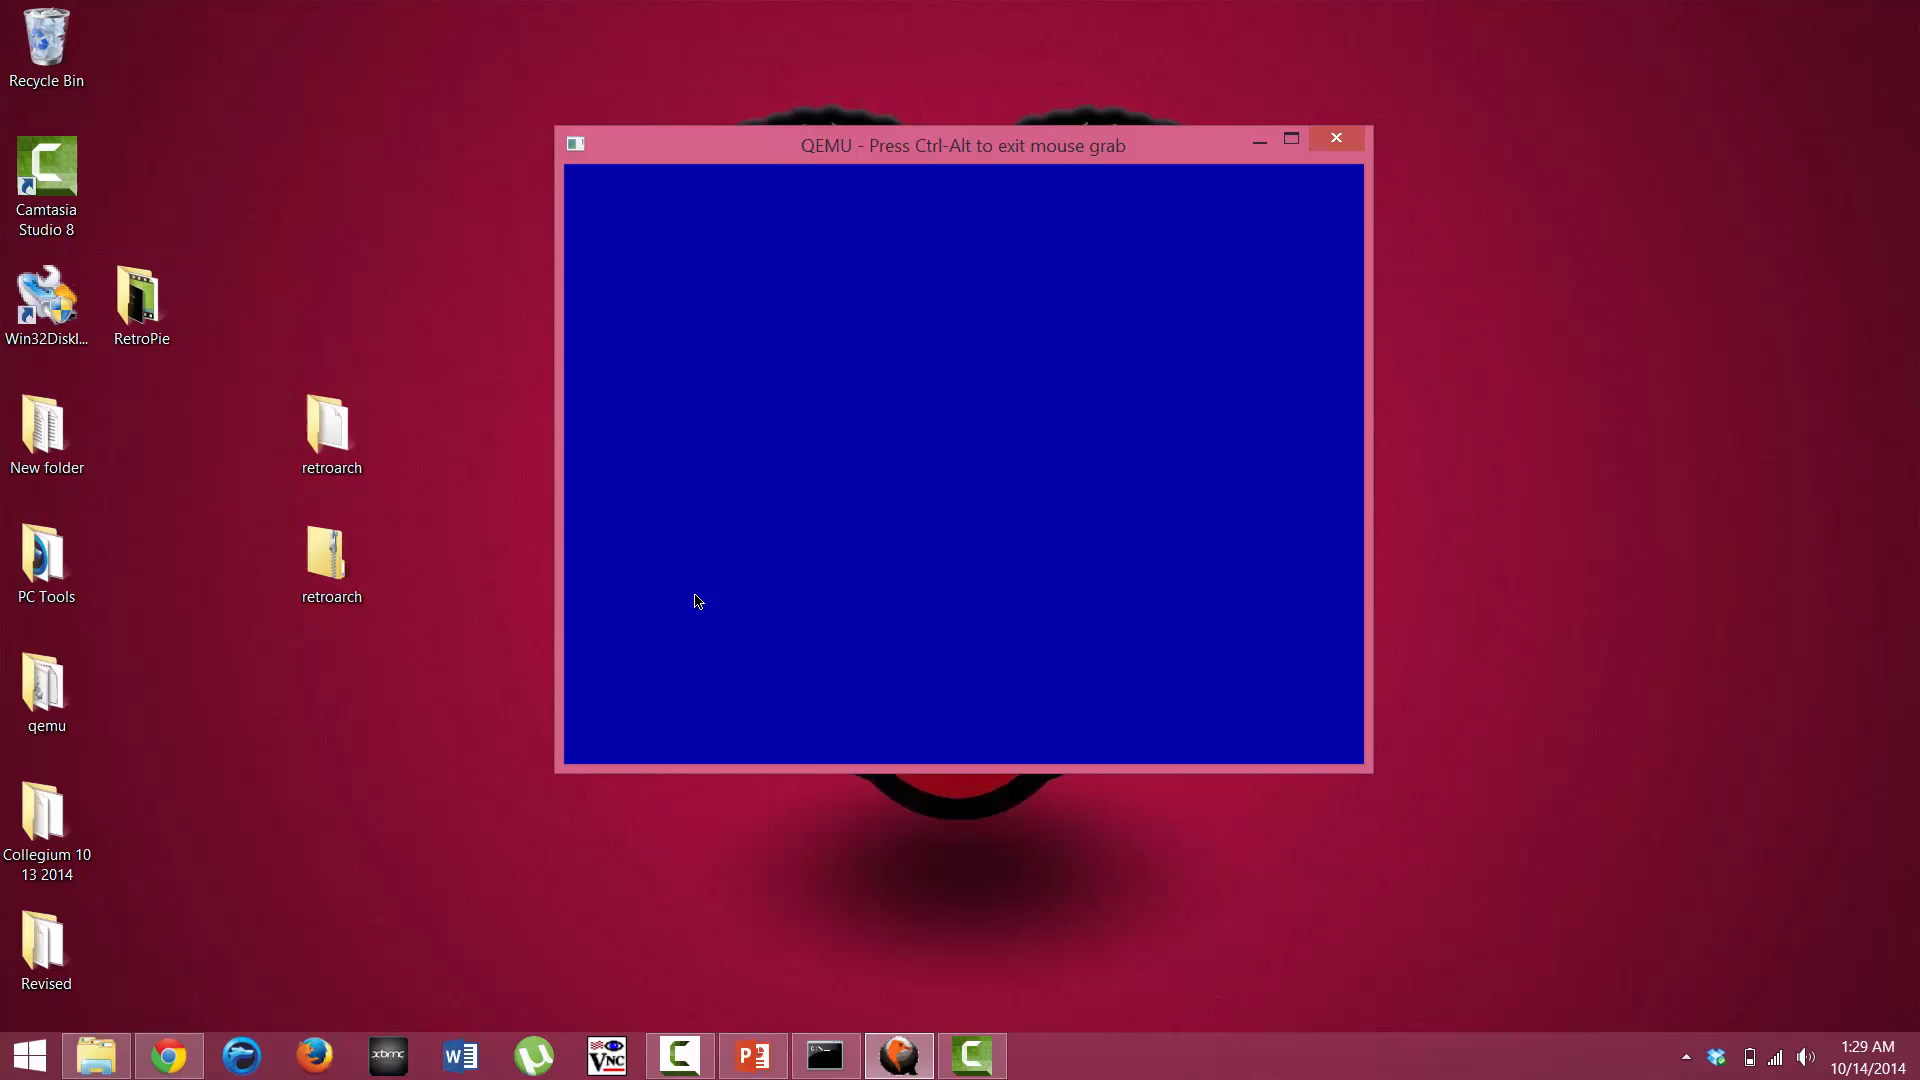 Recycle Bin
Camtasia
Studio 8
Win32DiskI...
RetroPie
New folder
retroarch
PC Tools
retroarch
qemu
Collegium 10
13 2014
Revised
QEMU - Press Ctrl-Alt to exit mouse grab
xbmc
W
VNC
P
C:\_
1:29 AM
10/14/2014